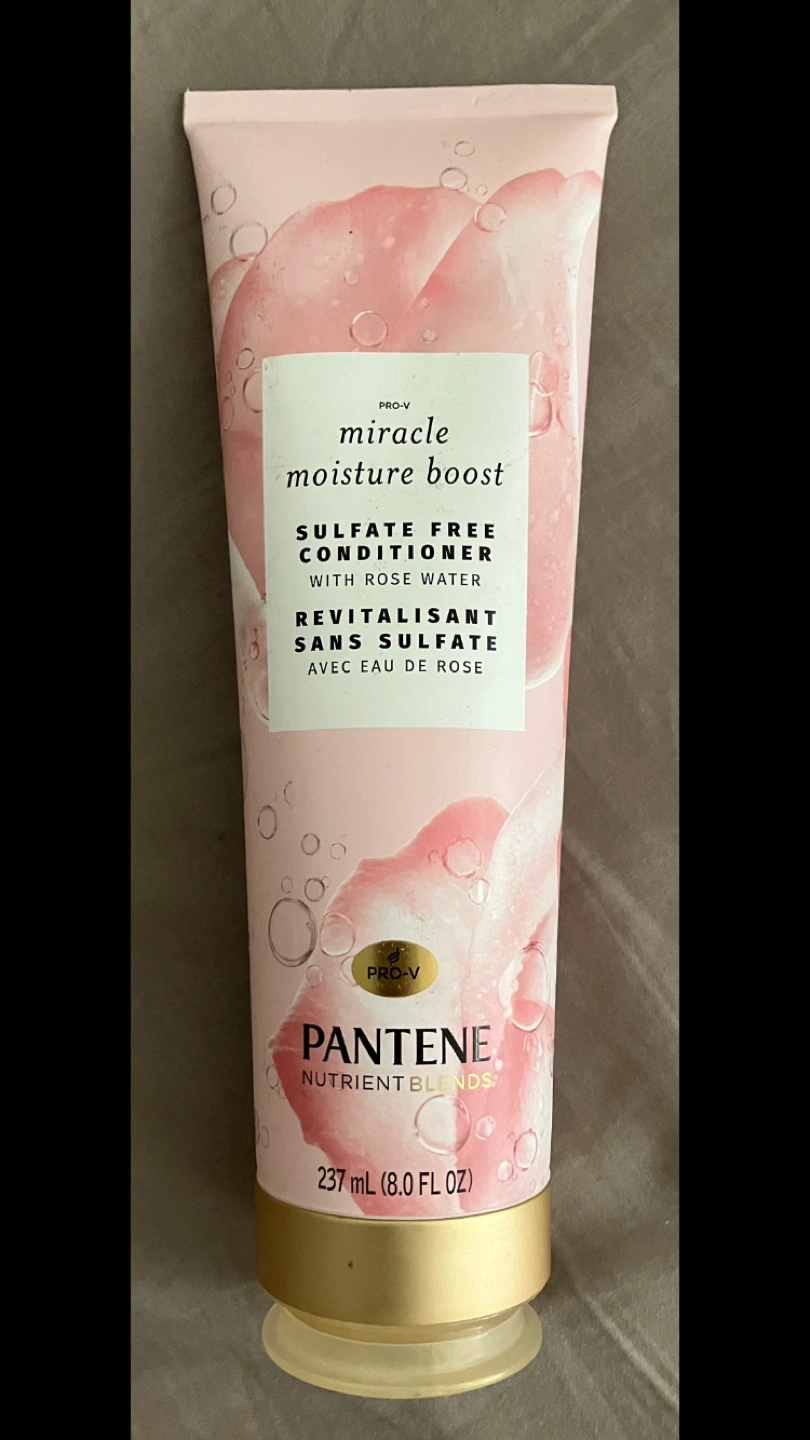 PRO-V
miracle
moisture boost
SULFATE FREE
CONDITIONER
WITH ROSE WATER
REVITALISANT
SANS SULFATE
AVEC EAU DE ROSE
PRO-V
PANTENE
NUTRIENT BLENDS
237 mL (8.0 FL OZ)